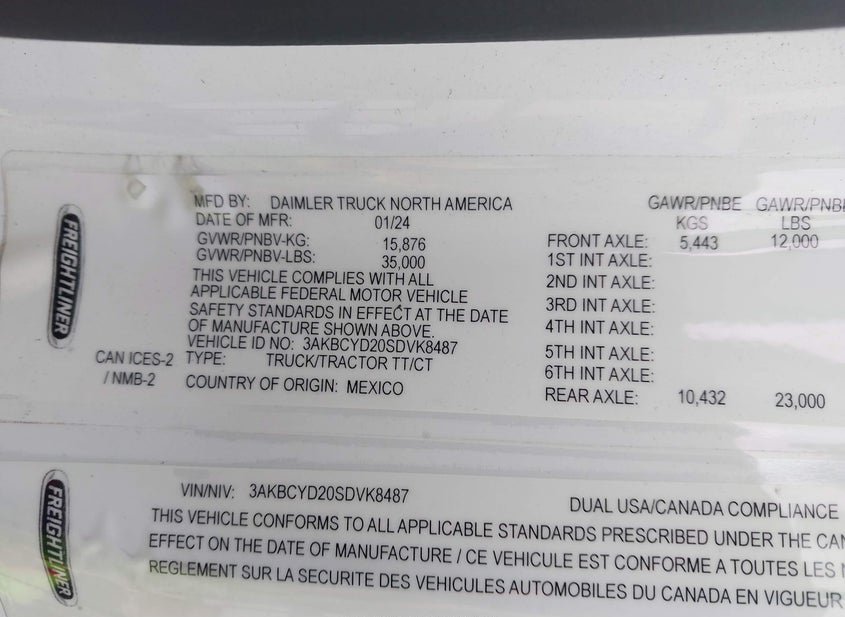 FREIGHTLINER
MFD BY: DAIMLER TRUCK NORTH AMERICA
DATE OF MFR: 01/24
GVWR/PNBV-KG: 15,876
GVWR/PNBV-LBS: 35,000
THIS VEHICLE COMPLIES WITH ALL
APPLICABLE FEDERAL MOTOR VEHICLE
SAFETY STANDARDS IN EFFECT AT THE DATE
OF MANUFACTURE SHOWN ABOVE.
VEHICLE ID NO: 3AKBCYD20SDVK8487
CAN ICES-2
/ NMB-2
TYPE: TRUCK/TRACTOR TT/CT
COUNTRY OF ORIGIN: MEXICO
GAWR/PNBE GAWR/PNBE
KGS LBS
FRONT AXLE: 5,443 12,000
1ST INT AXLE:
2ND INT AXLE:
3RD INT AXLE:
4TH INT AXLE:
5TH INT AXLE:
6TH INT AXLE:
REAR AXLE: 10,432 23,000
FREIGHTLINER
VIN/NIV: 3AKBCYD20SDVK8487
DUAL USA/CANADA COMPLIANCE
THIS VEHICLE CONFORMS TO ALL APPLICABLE STANDARDS PRESCRIBED UNDER THE
EFFECT ON THE DATE OF MANUFACTURE / CE VEHICULE EST CONFORME A TOUTES LES
REGLEMENT SUR LA SECURITE DES VEHICULES AUTOMOBILES DU CANADA EN VIGUEUR